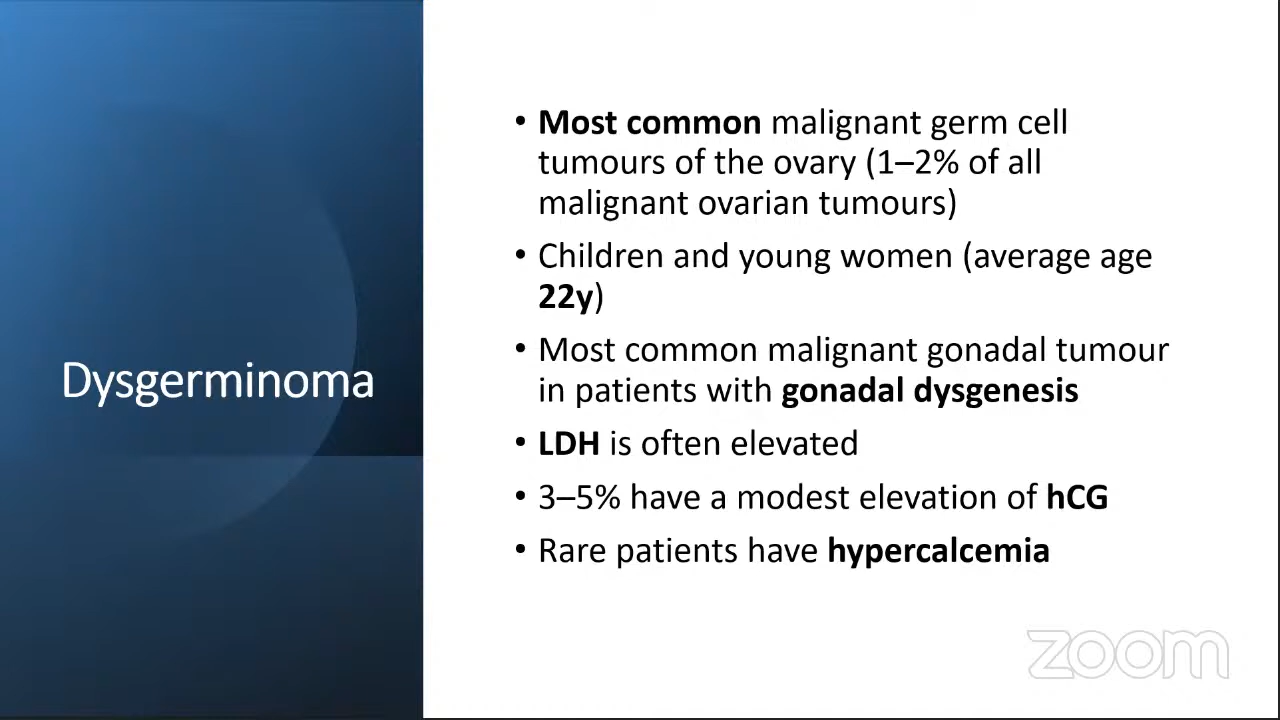 Dysgerminoma
• Most common malignant germ cell
tumours of the ovary (1–2% of all
malignant ovarian tumours)
• Children and young women (average age
22y)
• Most common malignant gonadal tumour
in patients with gonadal dysgenesis
• LDH is often elevated
• 3–5% have a modest elevation of hCG
• Rare patients have hypercalcemia
zoom